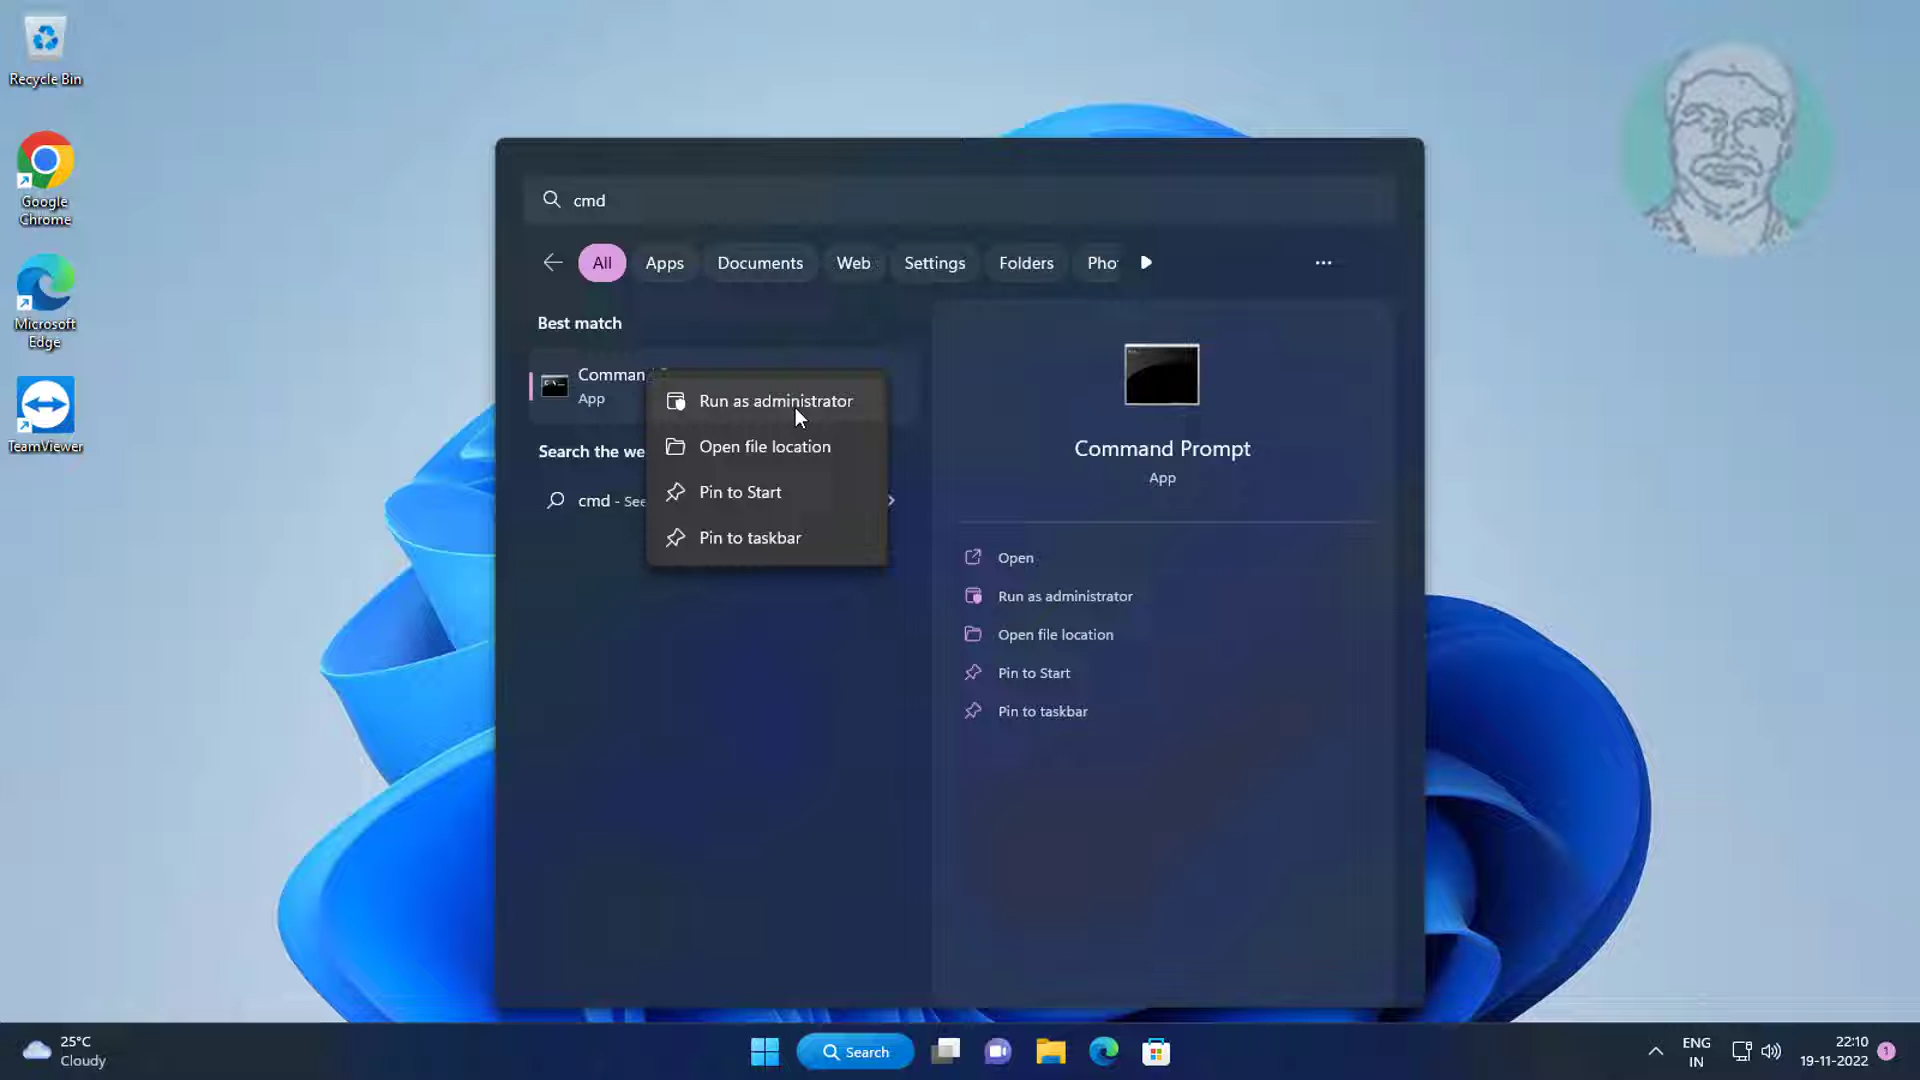 Recycle Bin
Google
Chrome
Microsoft
Edge
TeamViewer
cmd
All
Apps
Documents
Web
Settings
Folders
Pho
Best match
Comman
App
Run as administrator
Open file location
Pin to Start
Pin to taskbar
Search the we
cmd - See
Command Prompt
App
Open
Run as administrator
Open file location
Pin to Start
Pin to taskbar
25°C
Cloudy
Search
ENG
IN
22:10
19-11-2022
1